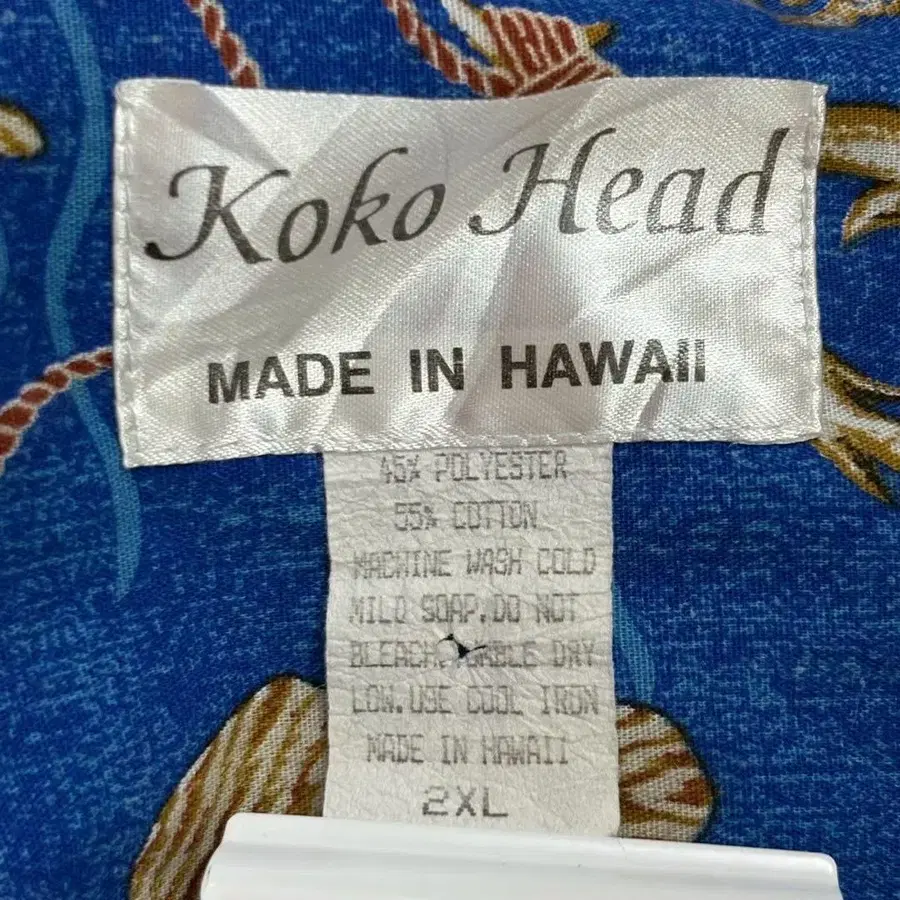 Koko Head
MADE IN HAWAII
45% POLYESTER
55% COTTON
MACHINE WASH COLD
MILD SOAP.DO NOT
BLEACH.TUMBLE DRY
LOW.USE COOL IRON
MADE IN HAWAII
2XL